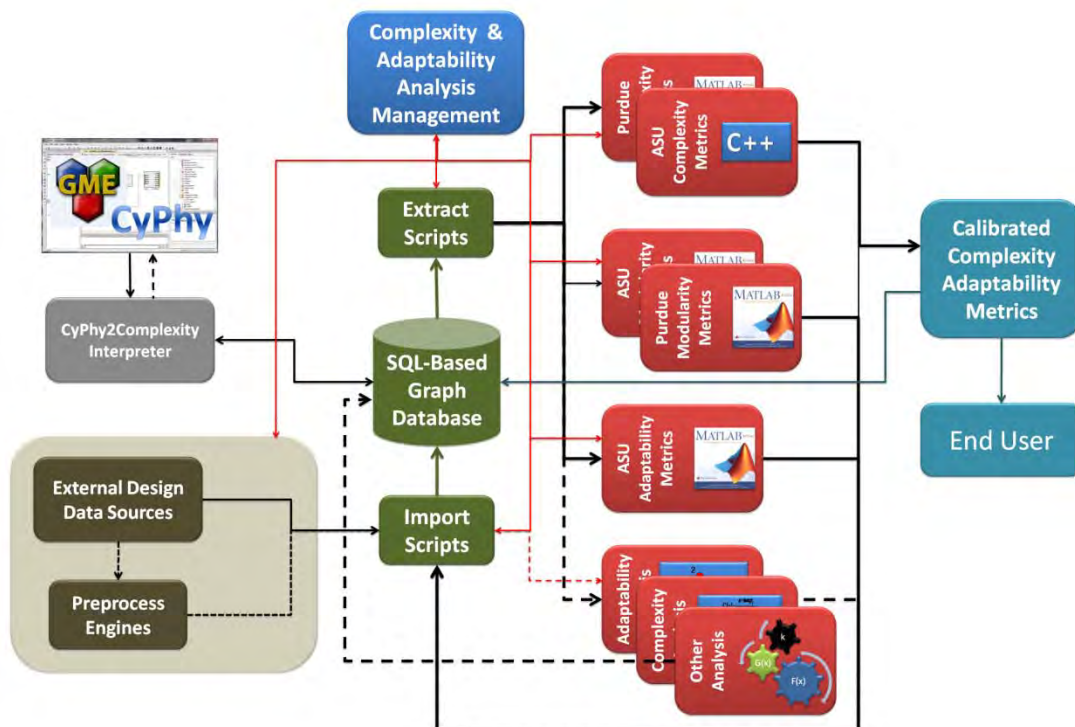 Complexity &
Adaptability
Analysis
Management
GME
CyPhy
CyPhy2Complexity
Interpreter
Extract
Scripts
SQL-Based
Graph
Database
Import
Scripts
External Design
Data Sources
Preprocess
Engines
Purdue
ASU
Complexity
Metrics
C++
ASU
Purdue
Modularity
Metrics
MATLAB
ASU
Adaptability
Metrics
MATLAB
Adaptability
Complexity
Other
Analysis
K
G(x)
F(x)
Calibrated
Complexity
Adaptability
Metrics
End User